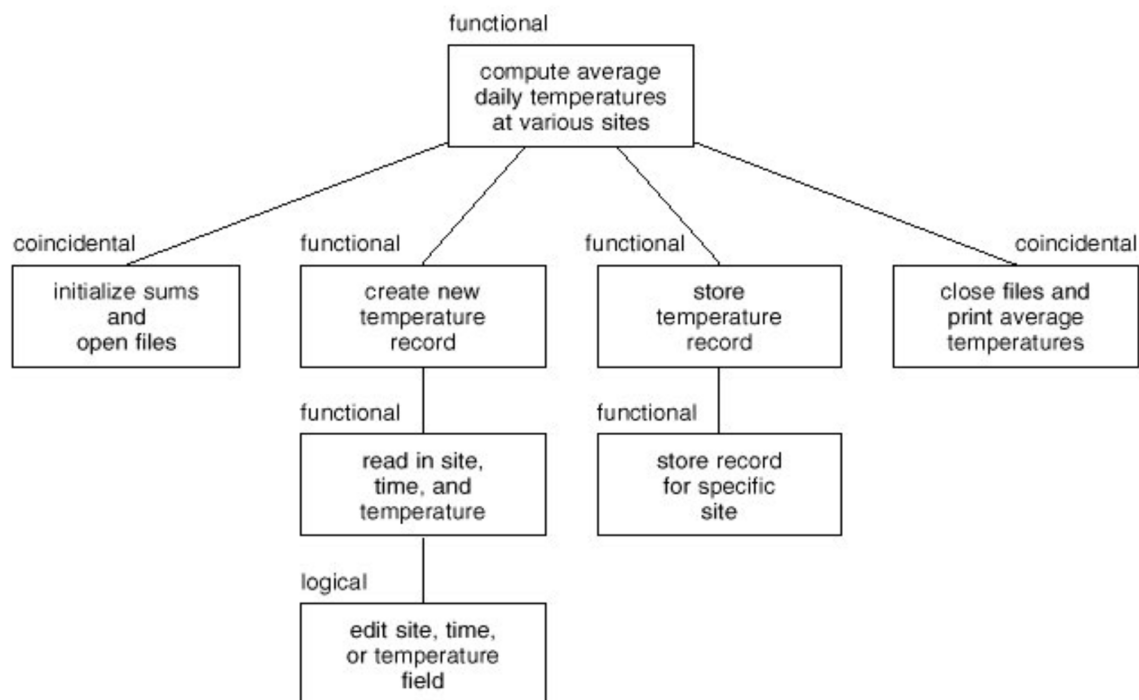 functional
compute average
daily temperatures
at various sites
coincidental
initialize sums
and
open files
functional
create new
temperature
record
functional
store
temperature
record
coincidental
close files and
print average
temperatures
functional
read in site,
time, and
temperature
functional
store record
for specific
site
logical
edit site, time,
or temperature
field